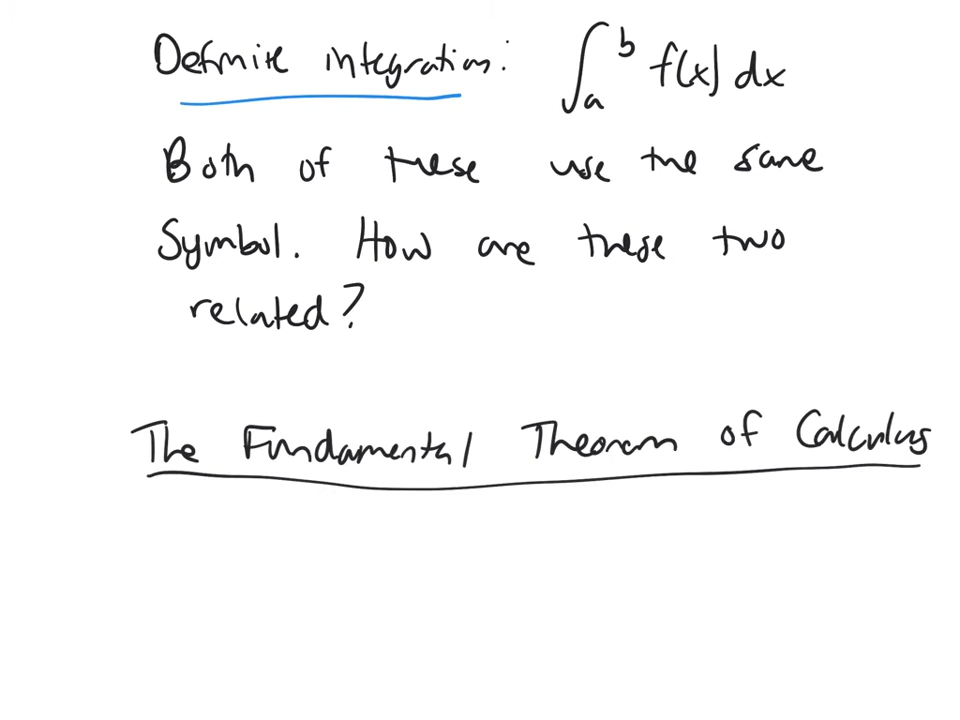 Definite integration: ∫_a^b f(x) dx
Both of these use the same
Symbol. How are these two
related?
The Fundamental Theorem of Calculus